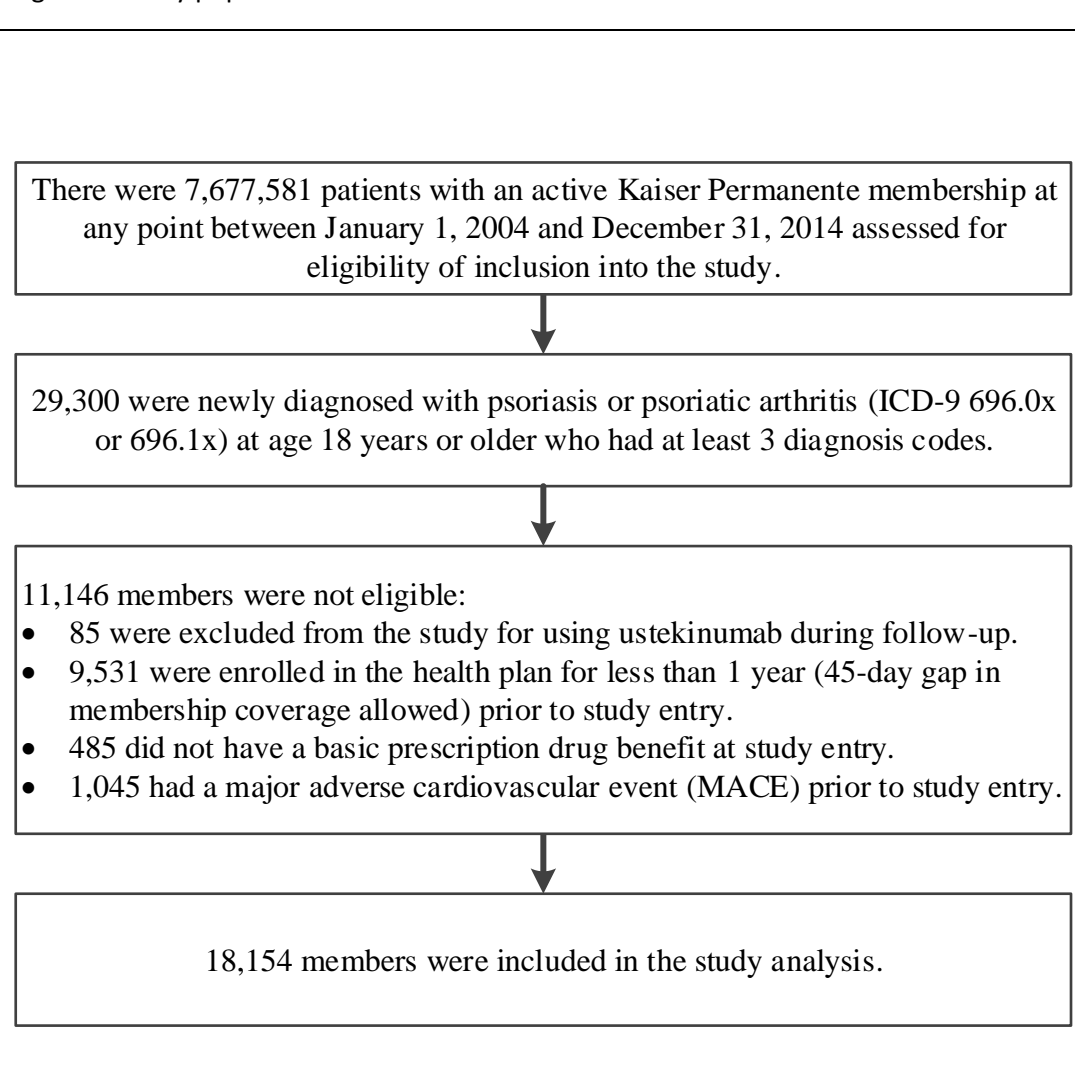 There were 7,677,581 patients with an active Kaiser Permanente membership at
any point between January 1, 2004 and December 31, 2014 assessed for
eligibility of inclusion into the study.
29,300 were newly diagnosed with psoriasis or psoriatic arthritis (ICD-9 696.0x
or 696.1x) at age 18 years or older who had at least 3 diagnosis codes.
11,146 members were not eligible:
• 85 were excluded from the study for using ustekinumab during follow-up.
• 9,531 were enrolled in the health plan for less than 1 year (45-day gap in
membership coverage allowed) prior to study entry.
• 485 did not have a basic prescription drug benefit at study entry.
• 1,045 had a major adverse cardiovascular event (MACE) prior to study entry.
18,154 members were included in the study analysis.